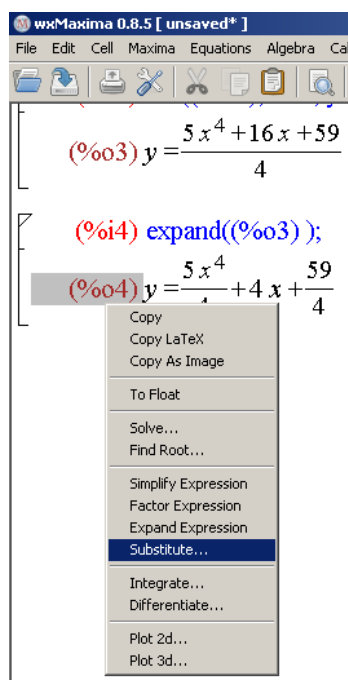 wxMaxima 0.8.5 [ unsaved* ]
File Edit Cell Maxima Equations Algebra
(%o3) y = (5 x^4 + 16 x + 59) / 4
(%i4) expand((%o3) );
(%o4) y = 5 x^4 / 4 + 4 x + 59 / 4
Copy
Copy LaTeX
Copy As Image
To Float
Solve...
Find Root...
Simplify Expression
Factor Expression
Expand Expression
Substitute...
Integrate...
Differentiate...
Plot 2d...
Plot 3d...